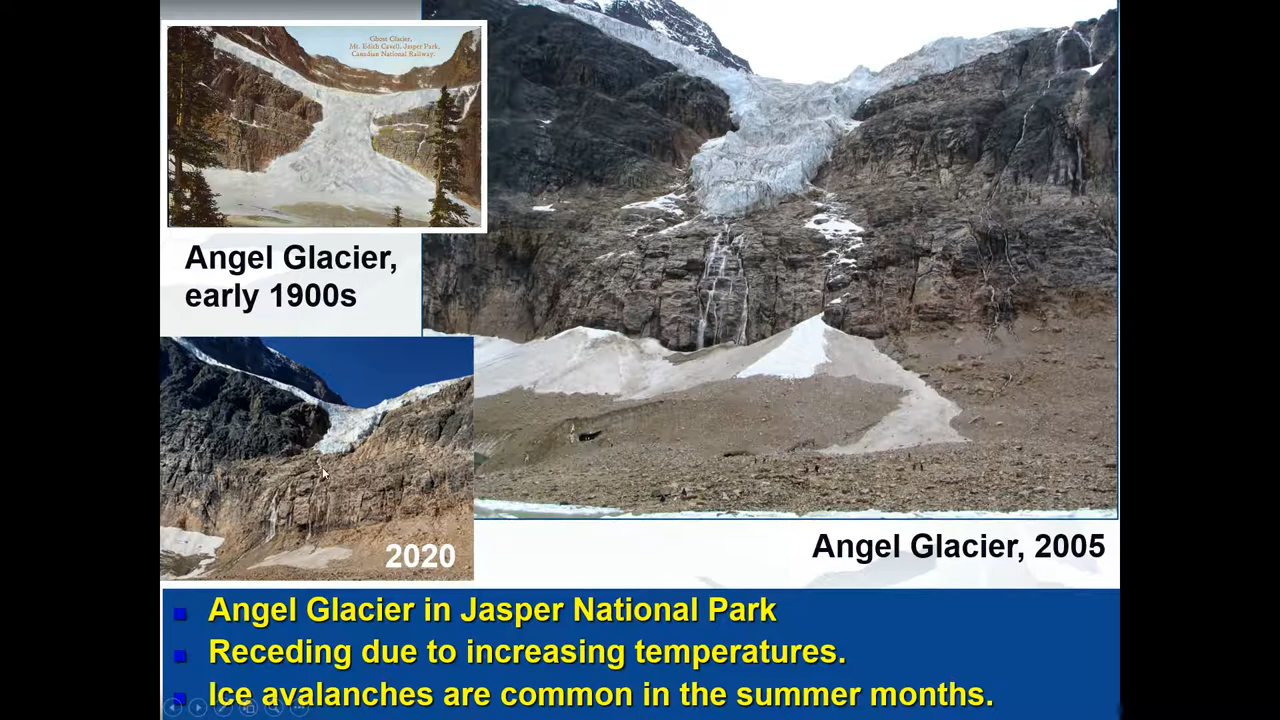 Ghost Glacier,
Mt. Edith Cavell, Jasper Park,
Canadian National Railway.
Angel Glacier,
early 1900s
2020
Angel Glacier, 2005
Angel Glacier in Jasper National Park
Receding due to increasing temperatures.
Ice avalanches are common in the summer months.